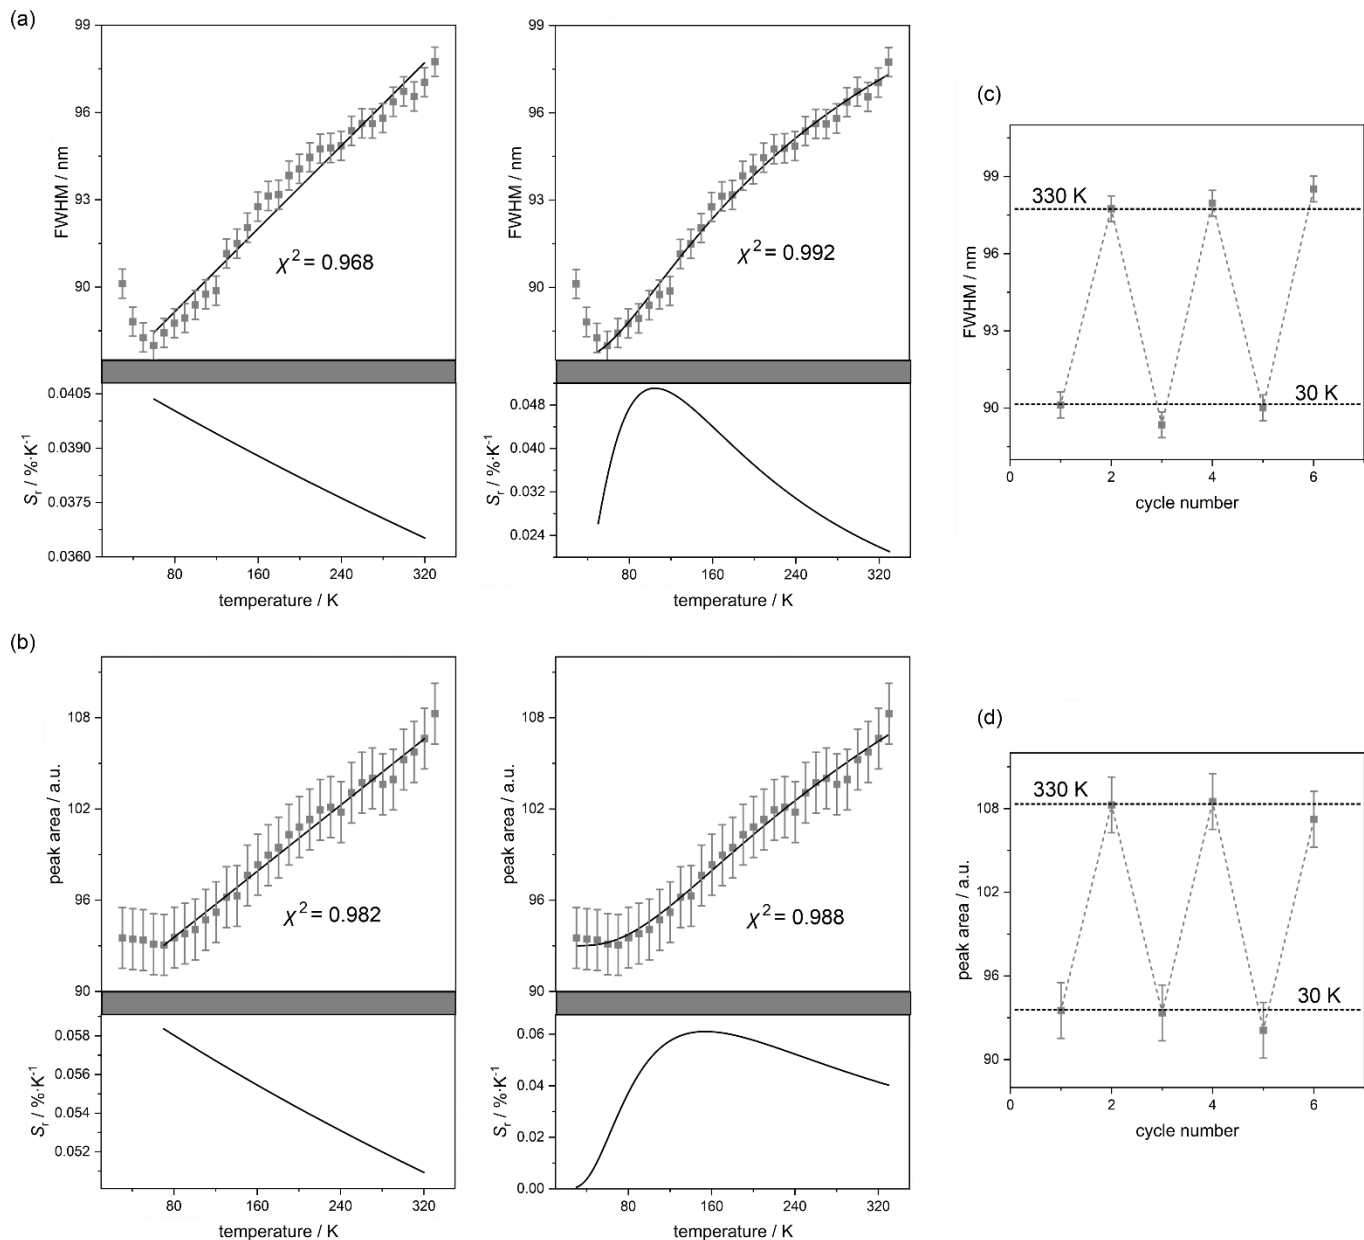 (a)
99
96
93
90
FWHM / nm
χ² = 0.968
0.0405
0.0390
0.0375
0.0360
Sr / %·K⁻¹
80 160 240 320
temperature / K
99
96
93
90
FWHM / nm
χ² = 0.992
0.048
0.040
0.032
0.024
Sr / %·K⁻¹
80 160 240 320
temperature / K
(c)
99
96
93
90
FWHM / nm
330 K
30 K
0 2 4 6
cycle number
(b)
108
102
96
90
peak area / a.u.
χ² = 0.982
0.058
0.056
0.054
0.052
Sr / %·K⁻¹
80 160 240 320
temperature / K
108
102
96
90
peak area / a.u.
χ² = 0.988
0.06
0.04
0.02
0.00
Sr / %·K⁻¹
80 160 240 320
temperature / K
(d)
108
102
96
90
peak area / a.u.
330 K
30 K
0 2 4 6
cycle number